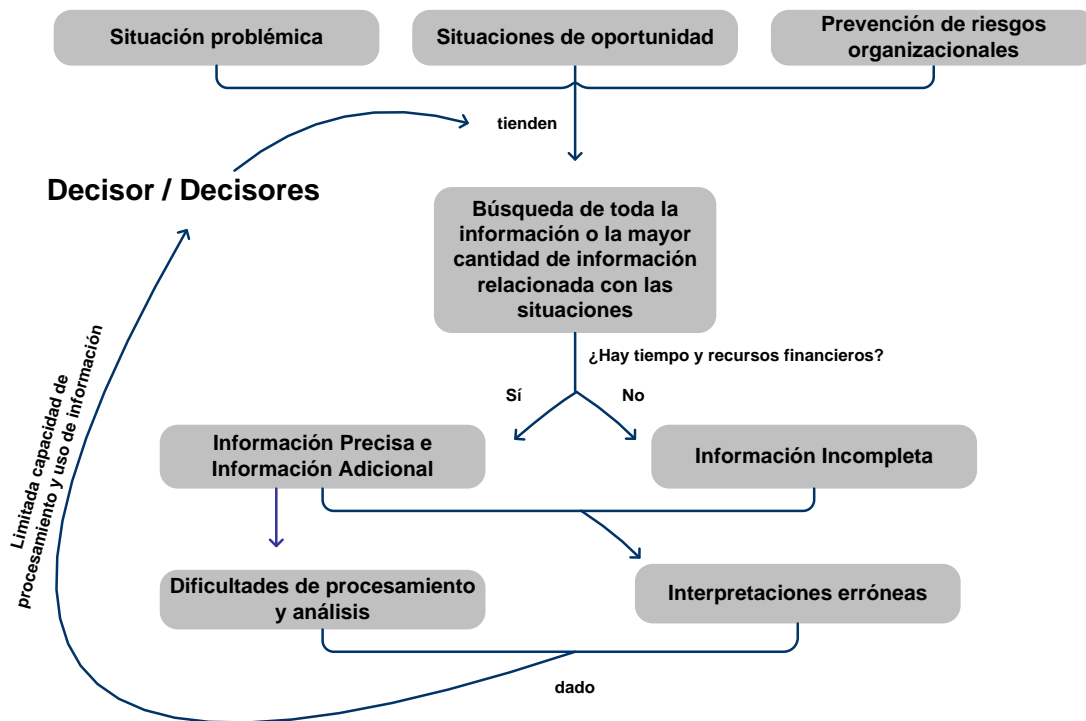 Situación problémica
Situaciones de oportunidad
Prevención de riesgos
organizacionales
tienden
Decisor / Decisores
Búsqueda de toda la
información o la mayor
cantidad de información
relacionada con las
situaciones
¿Hay tiempo y recursos financieros?
Sí
No
Información Precisa e
Información Adicional
Información Incompleta
Limitada capacidad de
procesamiento y uso de información
Dificultades de procesamiento
y análisis
Interpretaciones erróneas
dado